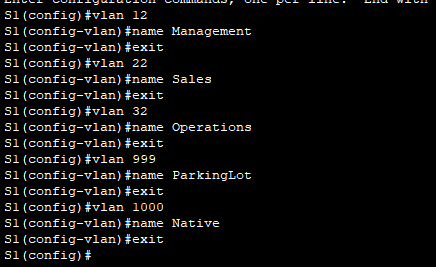 Enter configuration commands, one per line. End with
S1(config)#vlan 12
S1(config-vlan)#name Management
S1(config-vlan)#exit
S1(config)#vlan 22
S1(config-vlan)#name Sales
S1(config-vlan)#exit
S1(config)#vlan 32
S1(config-vlan)#name Operations
S1(config-vlan)#exit
S1(config)#vlan 999
S1(config-vlan)#name ParkingLot
S1(config-vlan)#exit
S1(config)#vlan 1000
S1(config-vlan)#name Native
S1(config-vlan)#exit
S1(config)#